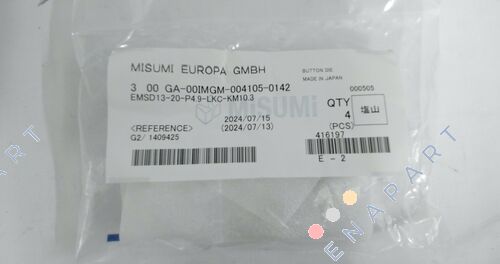 MISUMI EUROPA GMBH
BUTTON DIE
MADE IN JAPAN
3 00 GA-00IMGM-004105-0142
000505
EMSD13-20-P4.9-LKC-KM10.3
MISUMI
QTY
塩山
4
(PCS)
2024/07/15
<REFERENCE> (2024/07/13)
416197
G2/ 1409425
E - 2
ENAPART